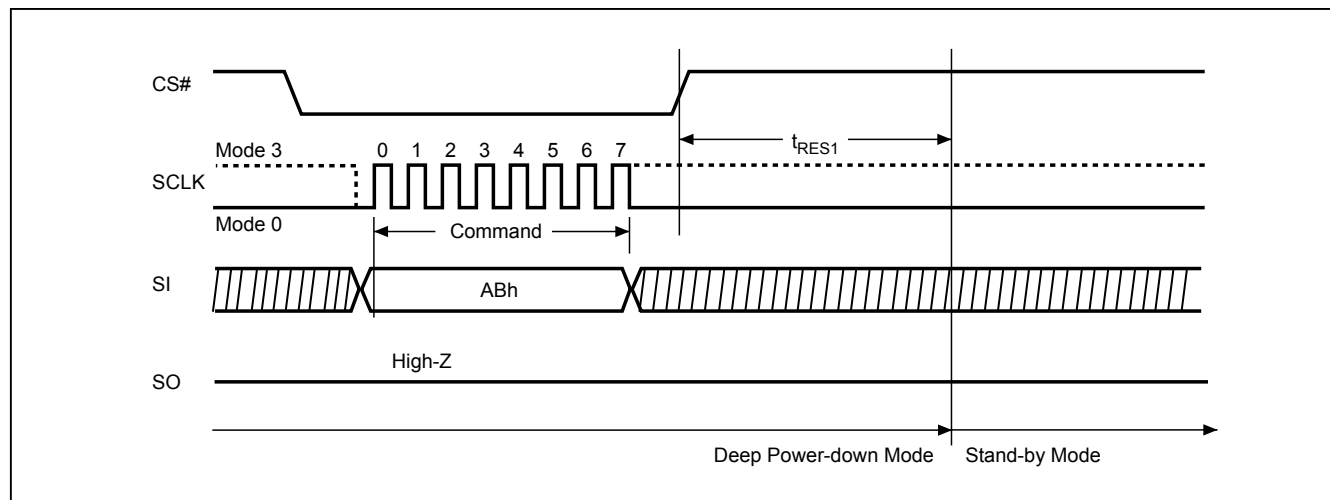 CS#
tRES1
Mode 3
0 1 2 3 4 5 6 7
SCLK
Mode 0
Command
SI
ABh
High-Z
SO
Deep Power-down Mode
Stand-by Mode